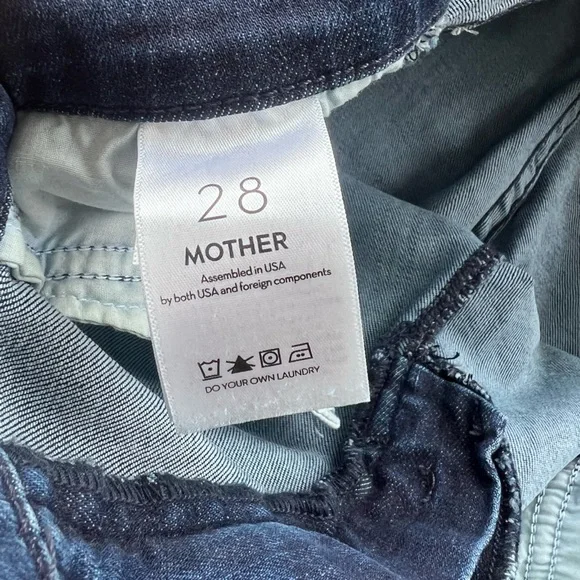 28
MOTHER
Assembled in USA
by both USA and foreign components
DO YOUR OWN LAUNDRY